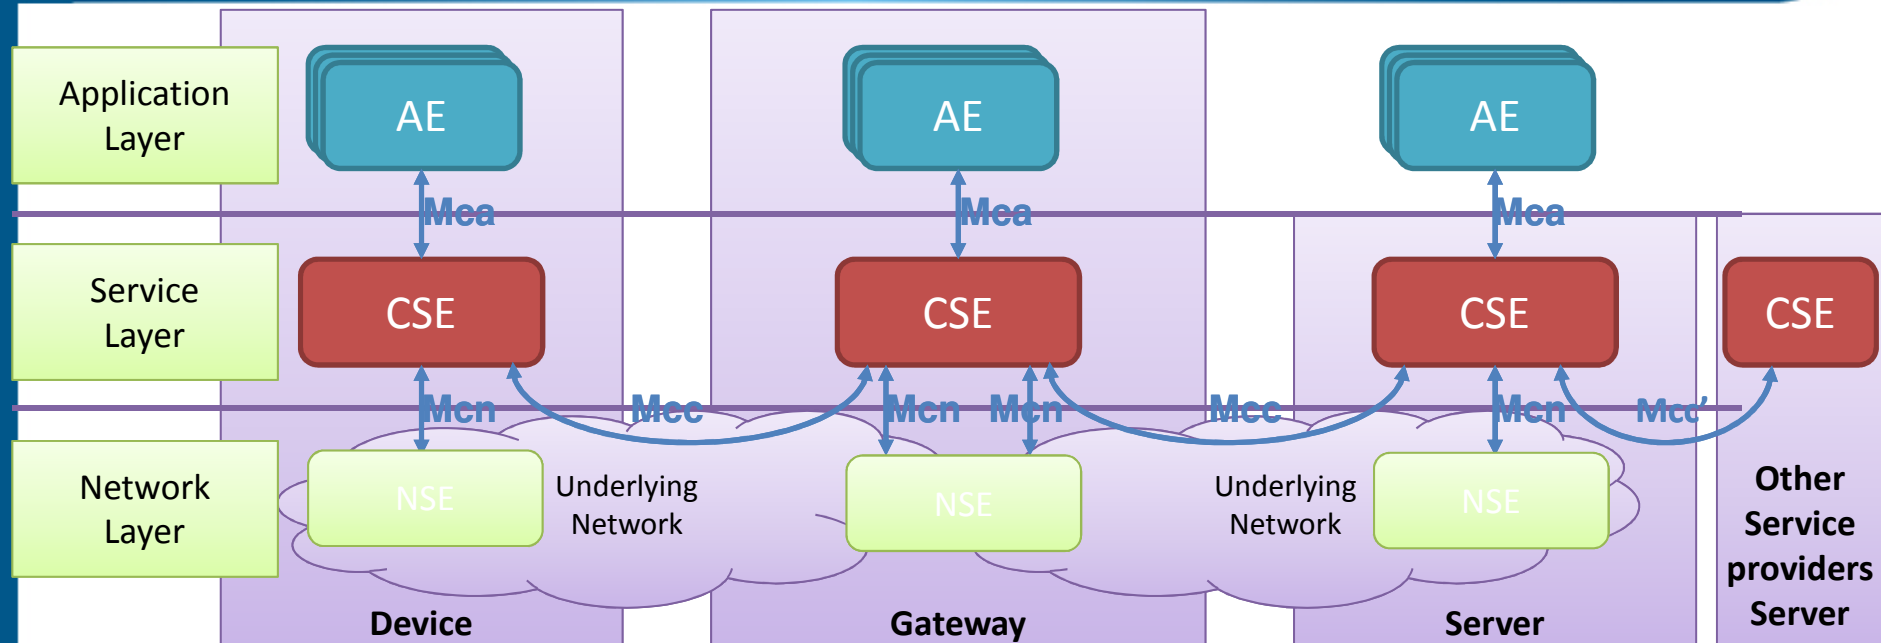 Application
Layer
AE
AE
AE
Mca
Mca
Mca
Service
Layer
CSE
CSE
CSE
CSE
Mcn
Mcc
Mcn
Mcn
Mcc
Mcn
Mcc’
Network
Layer
NSE
Underlying
Network
NSE
Underlying
Network
NSE
Other
Service
providers
Server
Device
Gateway
Server